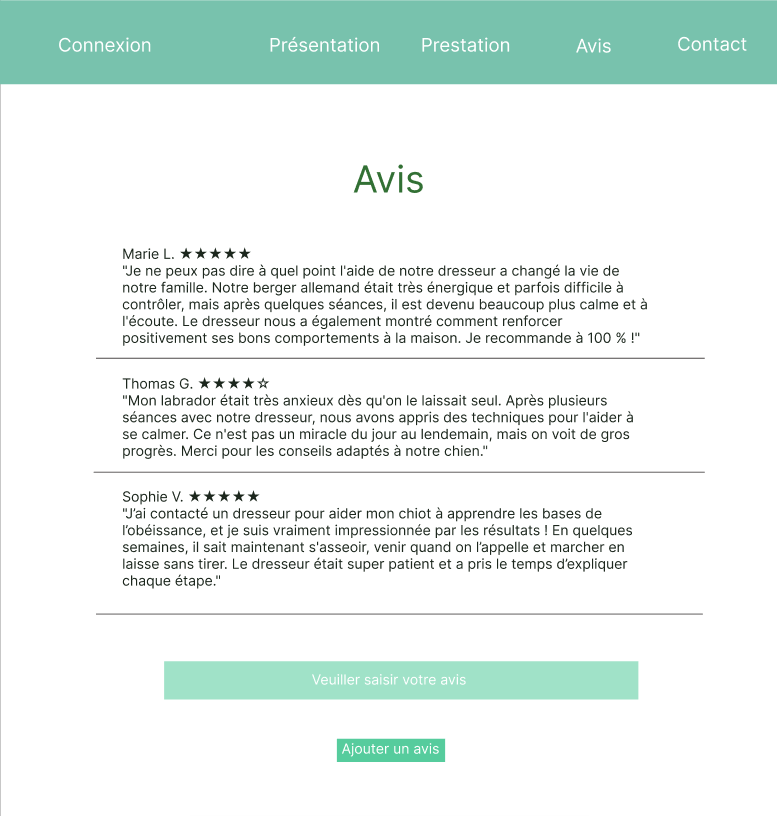 Connexion Présentation Prestation Avis Contact
Avis
Marie L. ★★★★★
"Je ne peux pas dire à quel point l'aide de notre dresseur a changé la vie de
notre famille. Notre berger allemand était très énergique et parfois difficile à
contrôler, mais après quelques séances, il est devenu beaucoup plus calme et à
l'écoute. Le dresseur nous a également montré comment renforcer
positivement ses bons comportements à la maison. Je recommande à 100 % !"
Thomas G. ★★★★☆
"Mon labrador était très anxieux dès qu'on le laissait seul. Après plusieurs
séances avec notre dresseur, nous avons appris des techniques pour l'aider à
se calmer. Ce n'est pas un miracle du jour au lendemain, mais on voit de gros
progrès. Merci pour les conseils adaptés à notre chien."
Sophie V. ★★★★★
"J’ai contacté un dresseur pour aider mon chiot à apprendre les bases de
l’obéissance, et je suis vraiment impressionnée par les résultats ! En quelques
semaines, il sait maintenant s'asseoir, venir quand on l’appelle et marcher en
laisse sans tirer. Le dresseur était super patient et a pris le temps d’expliquer
chaque étape."
Veuiller saisir votre avis
Ajouter un avis